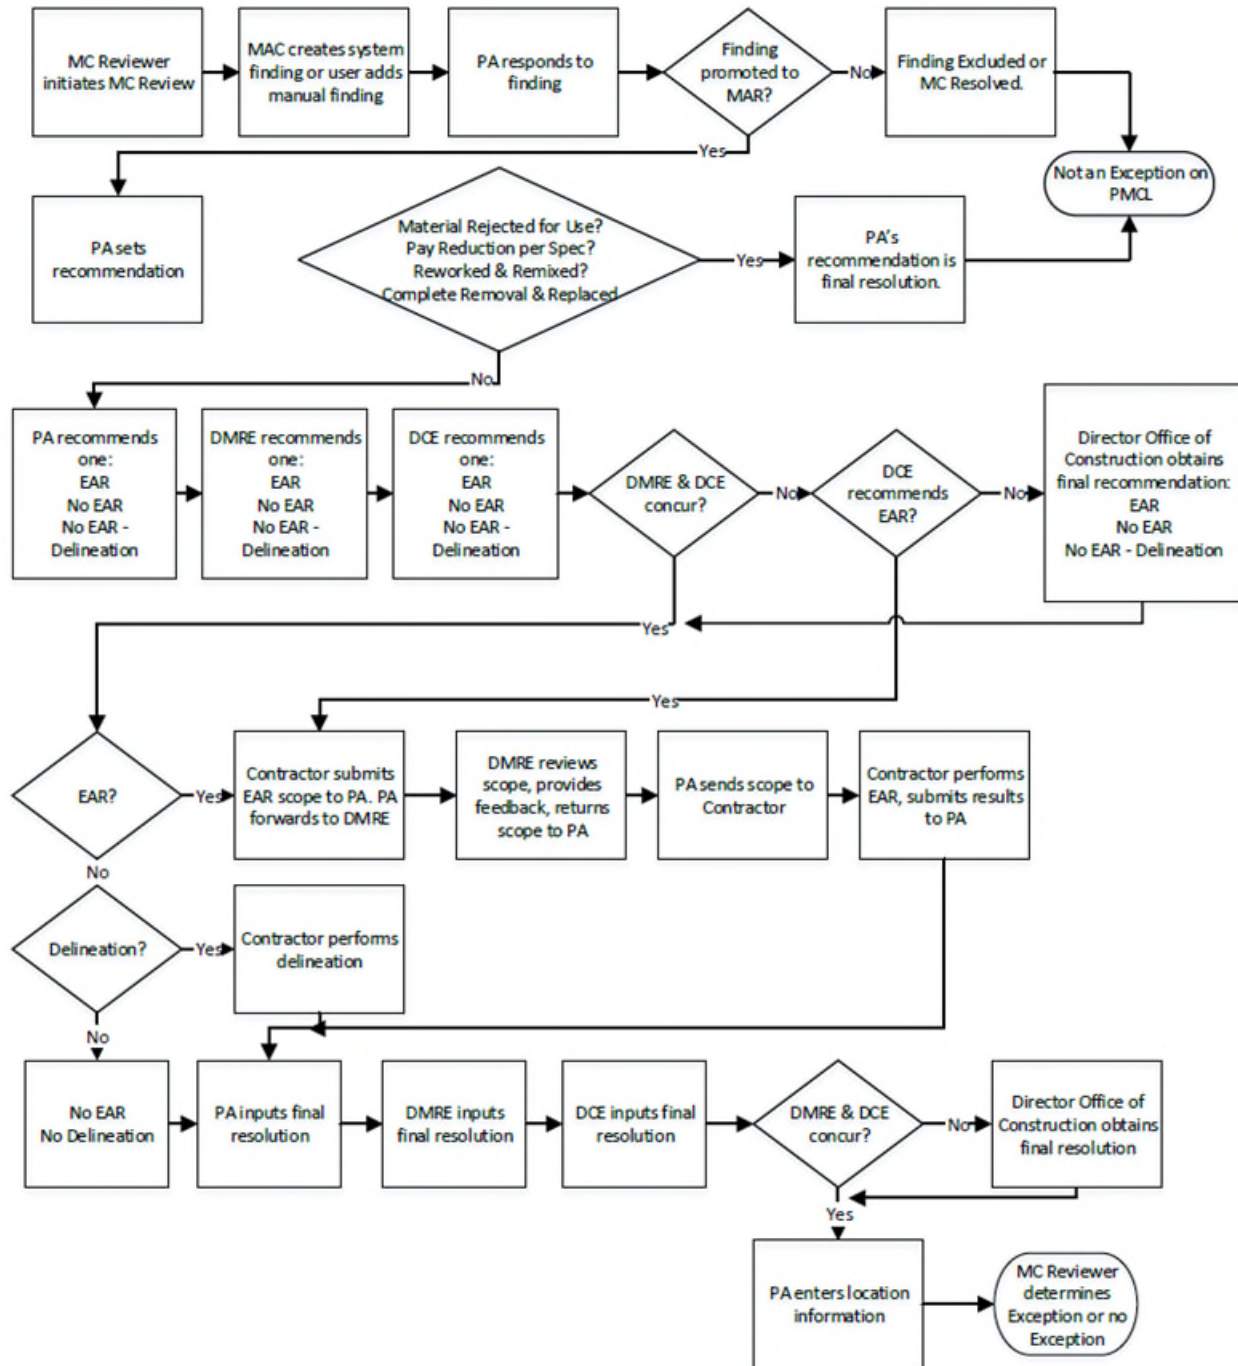 MC Reviewer
initiates MC Review
MAC creates system
finding or user adds
manual finding
PA responds to
finding
Finding
promoted to
MAR?
No
Finding Excluded or
MC Resolved.
Yes
Not an Exception on
PMCL
PA sets
recommendation
Material Rejected for Use?
Pay Reduction per Spec?
Reworked & Remixed?
Complete Removal & Replaced
Yes
PA's
recommendation is
final resolution.
No
PA recommends
one:
EAR
No EAR
No EAR -
Delineation
DMRE recommends
one:
EAR
No EAR
No EAR -
Delineation
DCE recommends
one:
EAR
No EAR
No EAR -
Delineation
DMRE & DCE
concur?
No
DCE
recommends
EAR?
No
Director Office of
Construction obtains
final recommendation:
EAR
No EAR
No EAR - Delineation
Yes
Yes
EAR?
Yes
Contractor submits
EAR scope to PA. PA
forwards to DMRE
DMRE reviews
scope, provides
feedback, returns
scope to PA
PA sends scope to
Contractor
Contractor performs
EAR, submits results
to PA
No
Delineation?
Yes
Contractor performs
delineation
No
No EAR
No Delineation
PA inputs final
resolution
DMRE inputs
final resolution
DCE inputs final
resolution
DMRE & DCE
concur?
No
Director Office of
Construction obtains
final resolution
Yes
PA enters location
information
MC Reviewer
determines
Exception or no
Exception